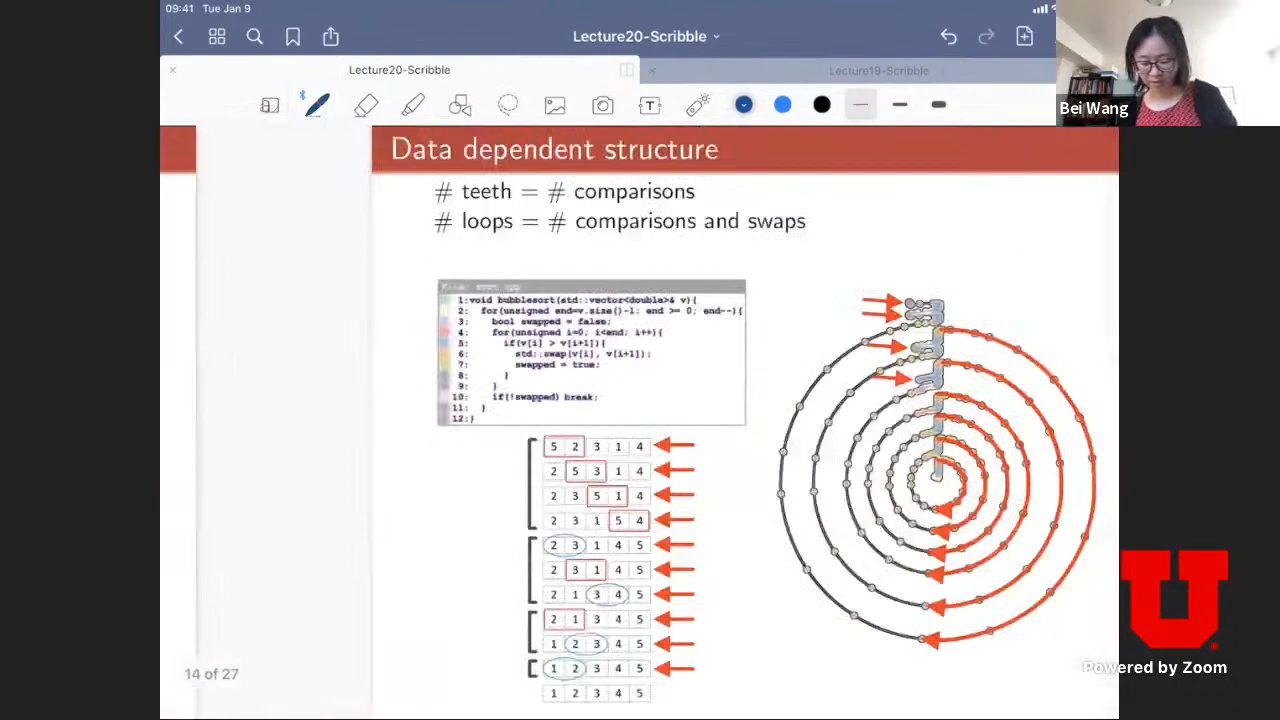 09:41 Tue Jan 9
Lecture20-Scribble
Lecture20-Scribble
Lecture19-Scribble
Bei Wang
Data dependent structure
# teeth = # comparisons
# loops = # comparisons and swaps
1:void bubblesort(std::vector<double>& v){
2: for(unsigned end=v.size()-1; end >= 0; end--){
3: bool swapped = false;
4: for(unsigned i=0; i<end; i++){
5: if(v[i] > v[i+1]){
6: std::swap(v[i], v[i+1]);
7: swapped = true;
8: }
9: }
10: if(!swapped) break;
11: }
12:}
5 2 3 1 4
2 5 3 1 4
2 3 5 1 4
2 3 1 5 4
2 3 1 4 5
2 3 1 4 5
2 1 3 4 5
2 1 3 4 5
1 2 3 4 5
1 2 3 4 5
1 2 3 4 5
14 of 27
U
Powered by Zoom